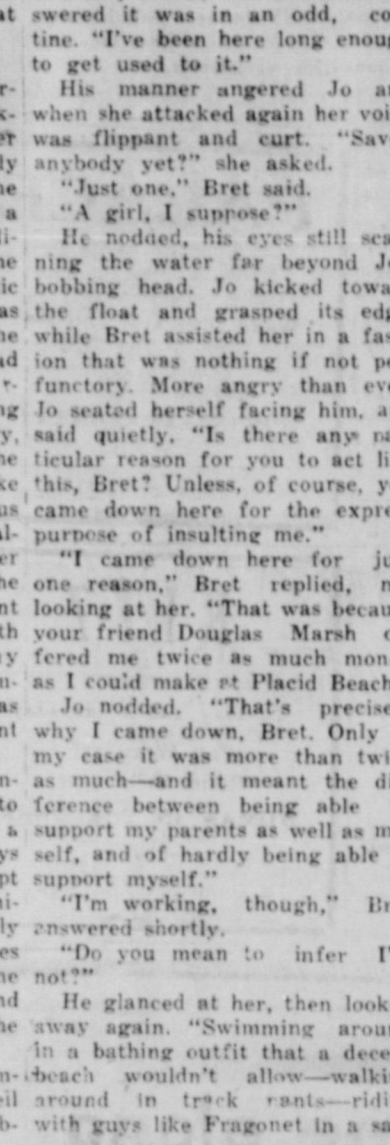 swered it was in an odd, co
tine. "I've been here long enoug
to get used to it."
His manner angered Jo a
when she attacked again her voi
was flippant and curt. "Sav
anybody yet?" she asked.
"Just one," Bret said.
"A girl, I suppose?"
He nodded, his eyes still sca
ning the water far beyond J
bobbing head. Jo kicked towa
the float and grasped its edg
while Bret assisted her in a fas
ion that was nothing if not pe
functory. More angry than eve
Jo seated herself facing him, a
said quietly, "Is there any pa
ticular reason for you to act li
this, Bret? Unless, of course, y
came down here for the expre
purpose of insulting me."
"I came down here for ju
one reason," Bret replied, n
looking at her. "That was becau
your friend Douglas Marsh o
fered me twice as much mon
as I could make at Placid Beach
Jo nodded. "That's precise
why I came down, Bret. Only
my case it was more than twi
as much—and it meant the di
ference between being able
support my parents as well as m
self, and of hardly being able
support myself."
"I'm working, though," Br
answered shortly.
"Do you mean to infer I'
not?"
He glanced at her, then look
away again. "Swimming arou
in a bathing outfit that a dece
beach wouldn't allow—walki
around in track pants—ridi
with guys like Fragonet in a sa